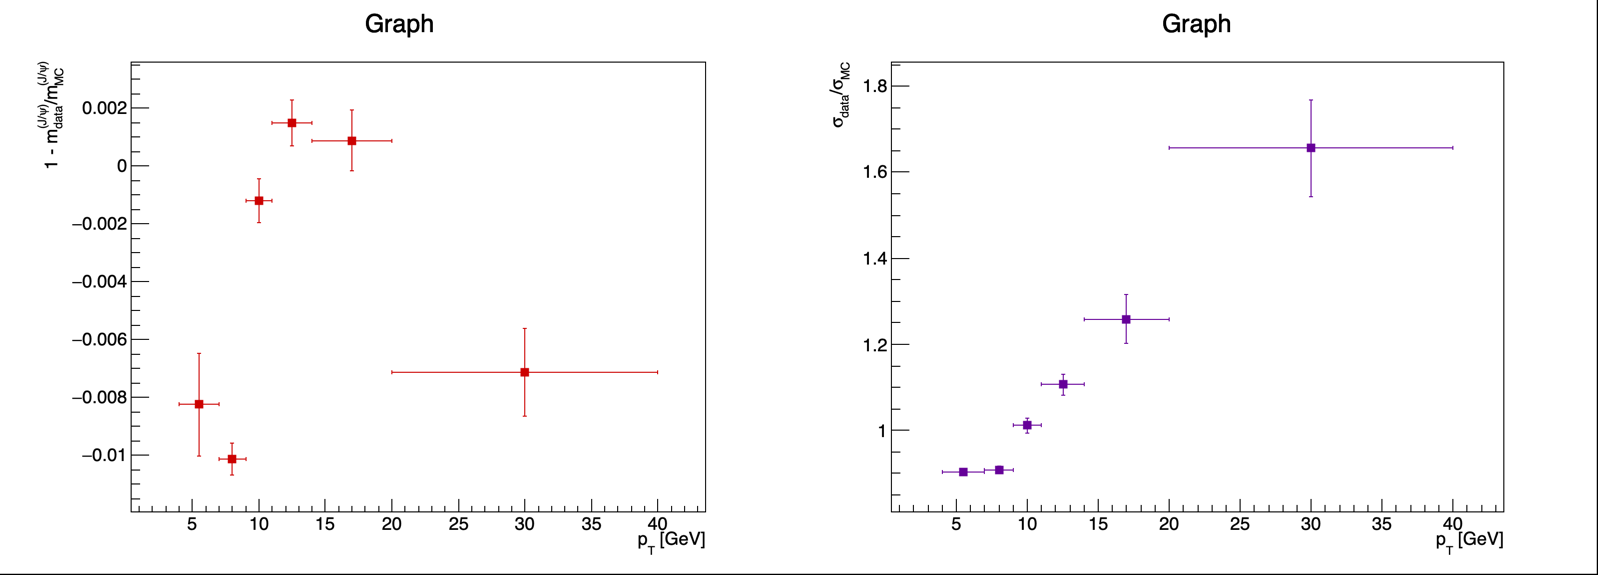 Graph
1 - m_data^(J/ψ)/m_MC^(J/ψ)
0.002
0
−0.002
−0.004
−0.006
−0.008
−0.01
5 10 15 20 25 30 35 40
p_T [GeV]
Graph
σ_data/σ_MC
1.8
1.6
1.4
1.2
1
5 10 15 20 25 30 35 40
p_T [GeV]